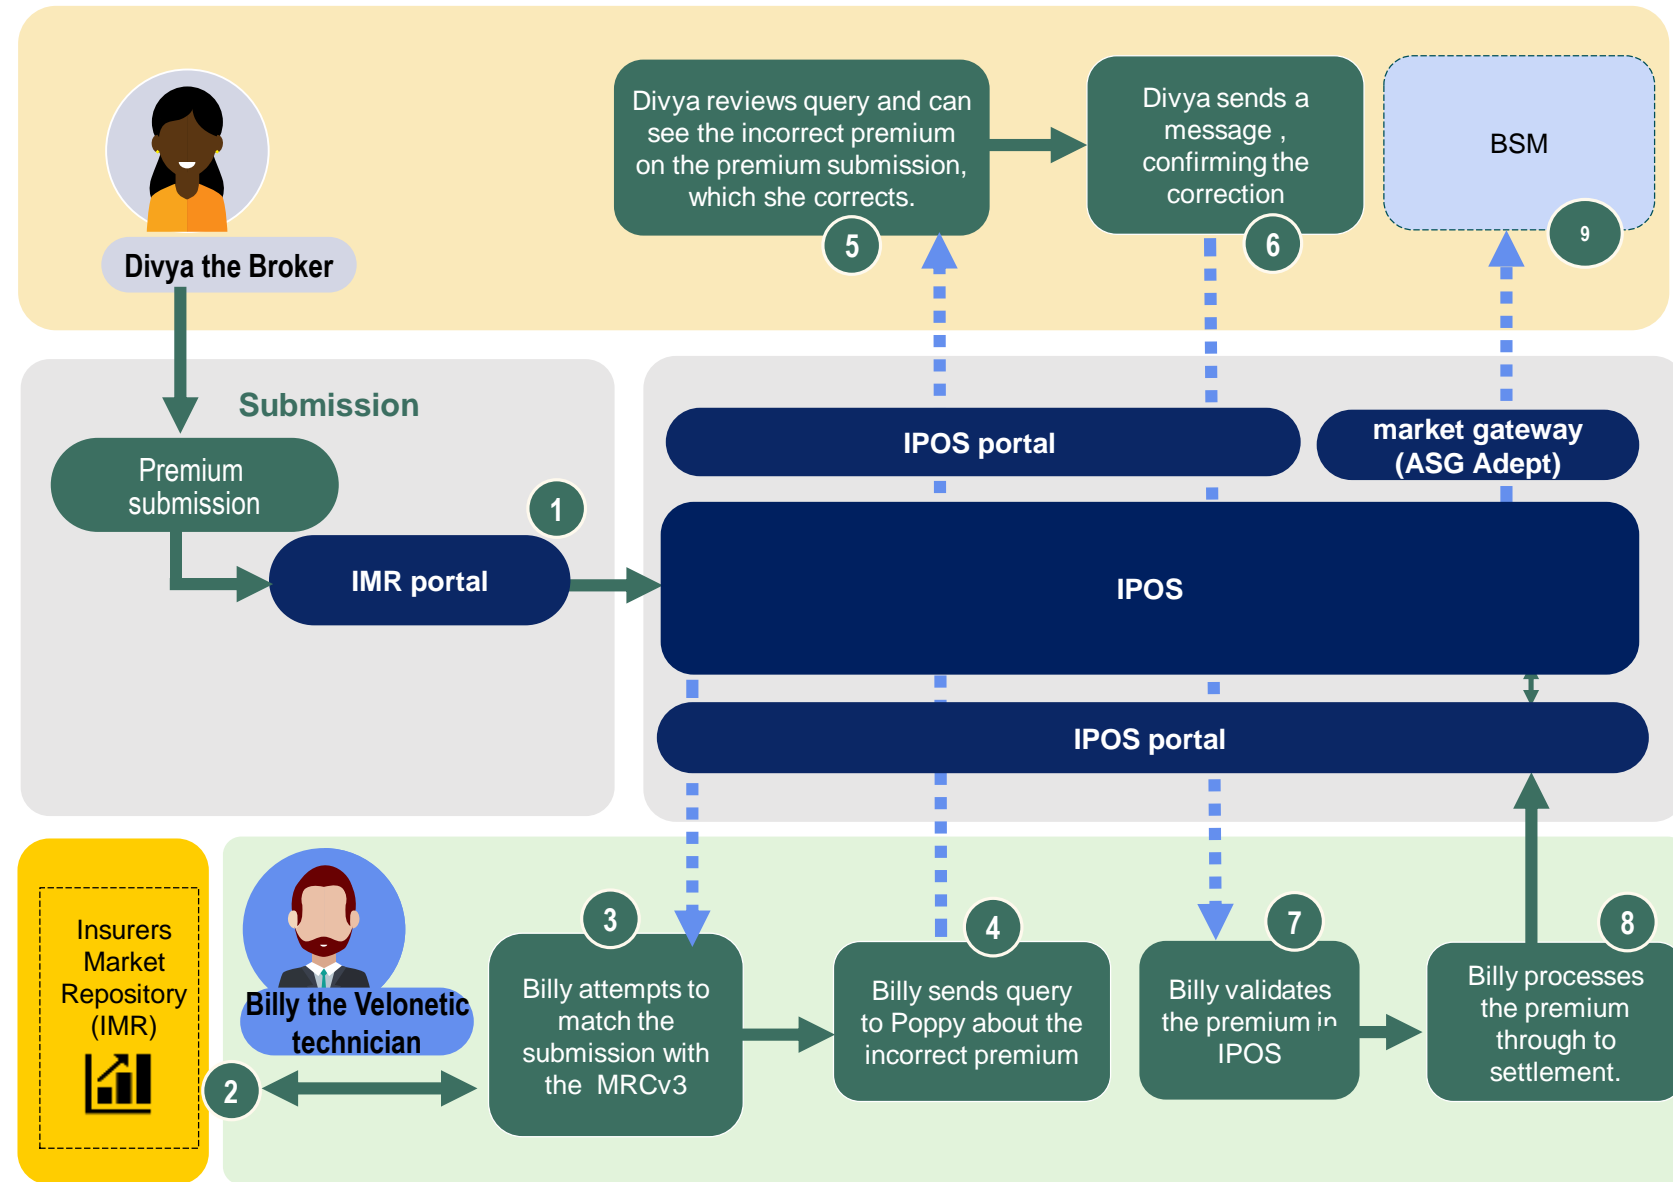 Divya the Broker
Divya reviews query and can
see the incorrect premium
on the premium submission,
which she corrects.
5
Divya sends a
message ,
confirming the
correction
6
BSM
9
Submission
Premium
submission
1
IMR portal
IPOS portal
market gateway
(ASG Adept)
IPOS
IPOS portal
Insurers
Market
Repository
(IMR)
2
Billy the Velonetic
technician
3
Billy attempts to
match the
submission with
the MRCv3
4
Billy sends query
to Poppy about the
incorrect premium
7
Billy validates
the premium in
IPOS
8
Billy processes
the premium
through to
settlement.